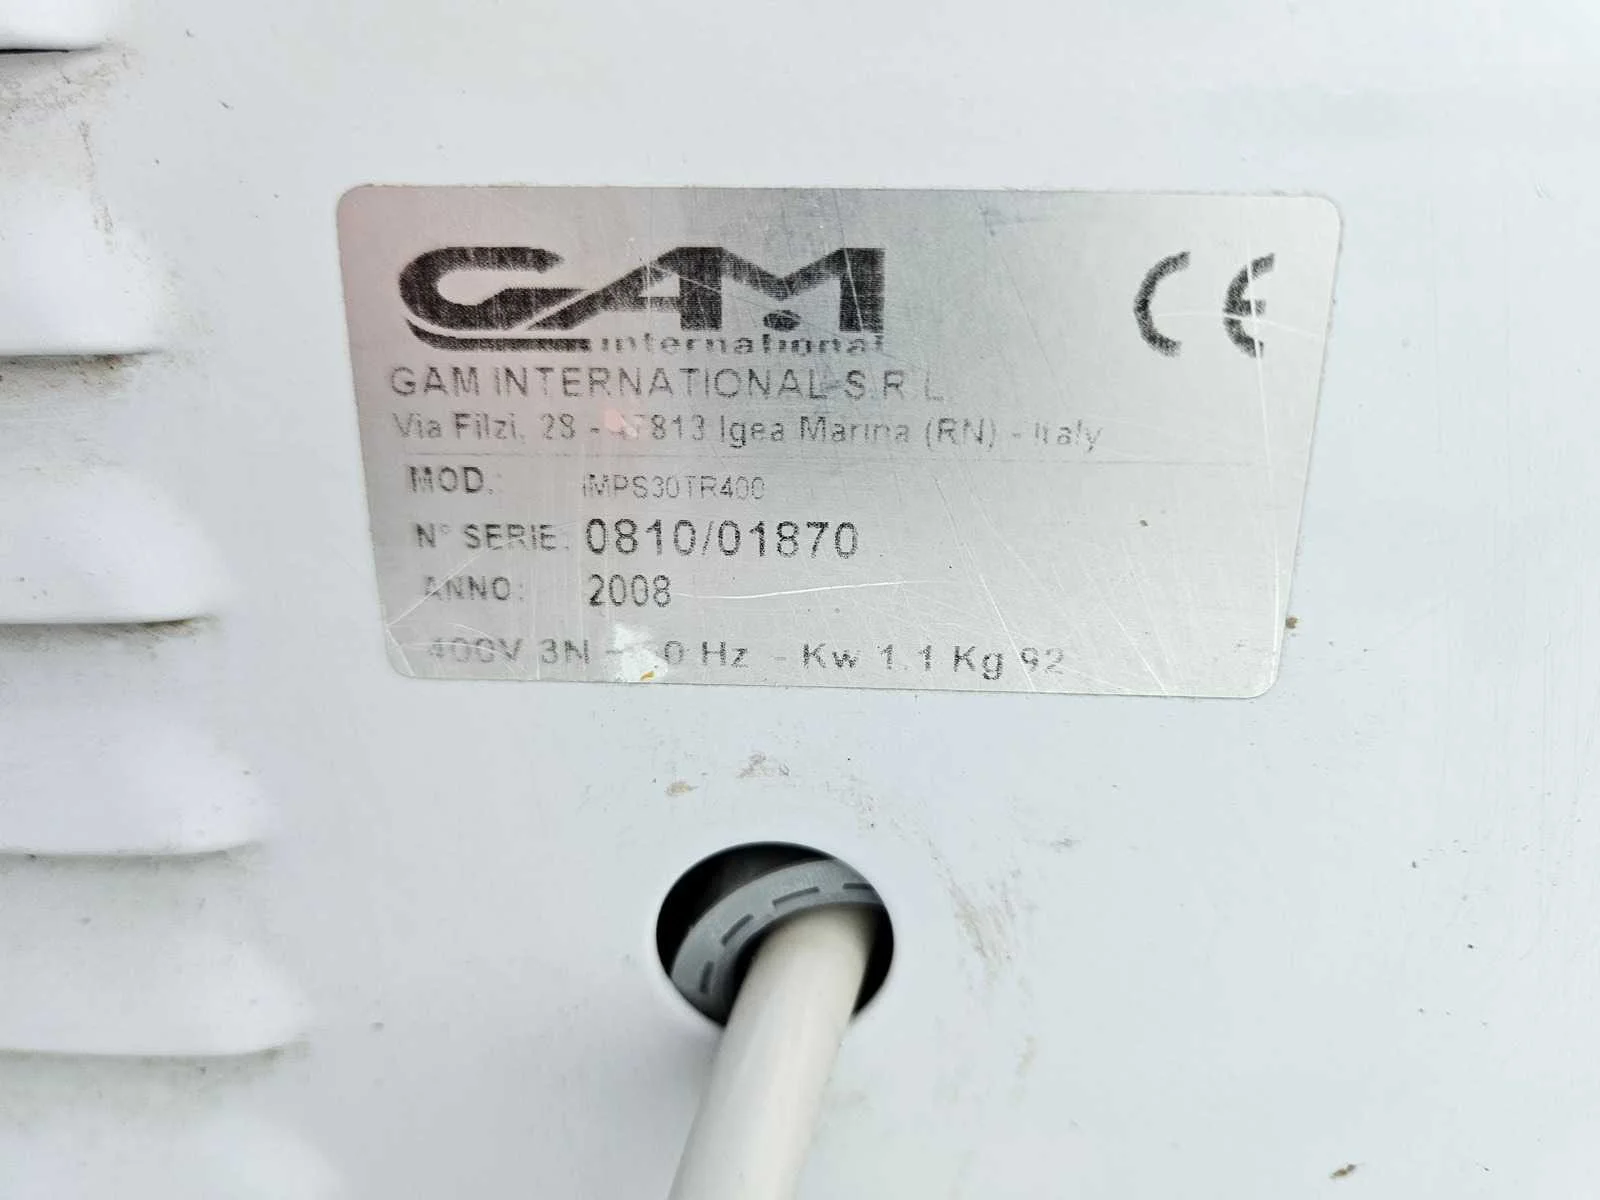 GAM
international
CE
GAM INTERNATIONAL S.R.L.
Via Filzi, 28 - 47813 Igea Marina (RN) - Italy
MOD.: IMPS30TR400
N° SERIE: 0810/01870
ANNO: 2008
400V 3N Hz - Kw 1.1 Kg 92